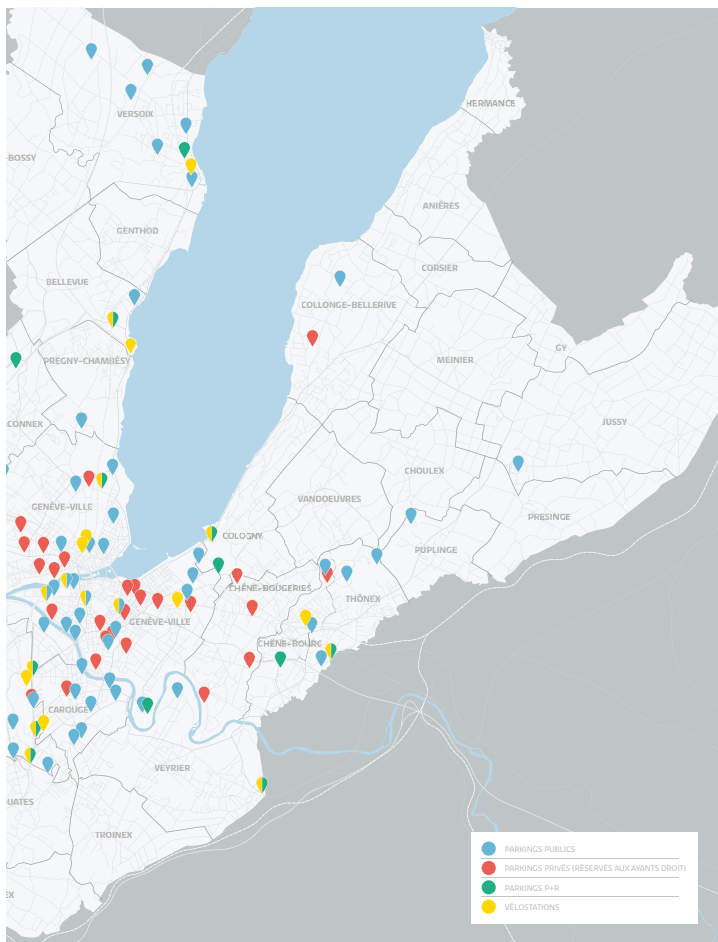 HERMANCE
VERSOIX
-BOSSY
ANIÈRES
GENTHOD
CORSIER
BELLEVUE
COLLONGE-BELLERIVE
GY
PREGNY-CHAMBÉSY
MEINIER
CONNEX
JUSSY
CHOULEX
VANDOEUVRES
GENÈVE-VILLE
PRESINGE
COLOGNY
PUPLINGE
CHÊNE-BOUGERIES
THÔNEX
GENÈVE-VILLE
CHÊNE-BOURG
CAROUGE
VEYRIER
OUATES
TROINEX
EX
PARKINGS PUBLICS
PARKINGS PRIVÉS (RÉSERVÉS AUX AYANTS DROIT)
PARKINGS P+R
VÉLOSTATIONS